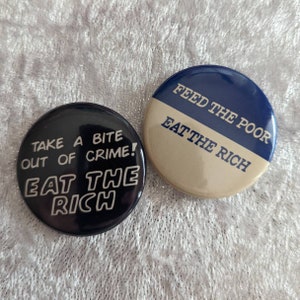 TAKE A BITE
OUT OF CRIME!
EAT THE
RICH
FEED THE POOR
EAT THE RICH